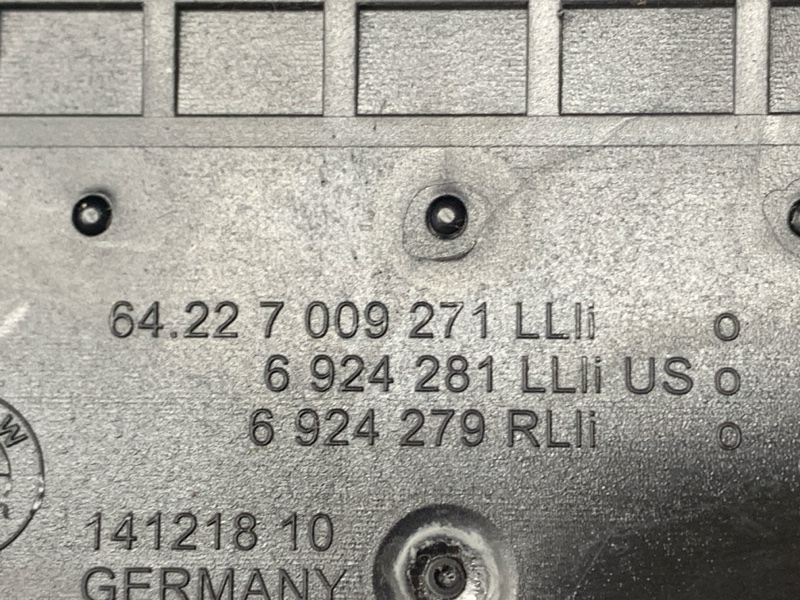 64.22 7 009 271 LLIi o
6 924 281 LLIi US o
6 924 279 RLIi o
W
141218 10
GERMANY